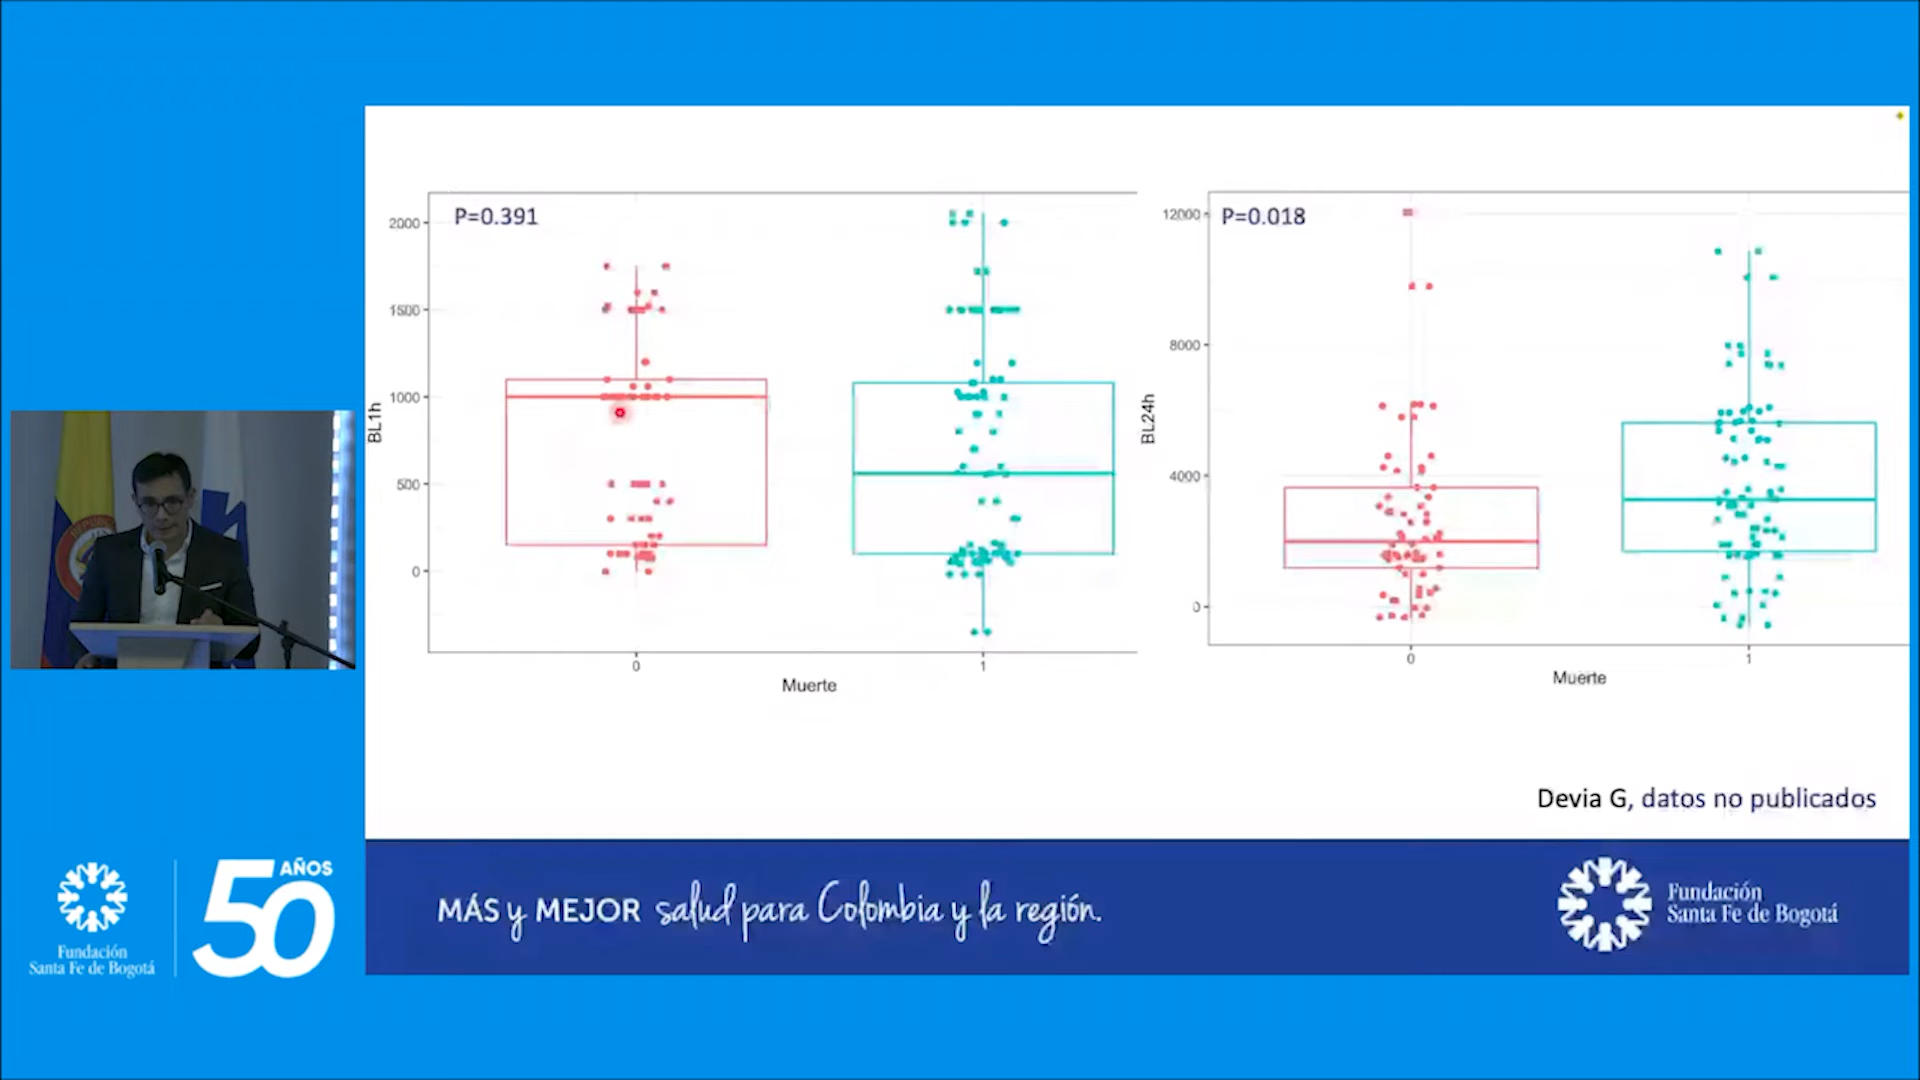 P=0.391
2000
1500
1000
500
0
BL1h
0
1
Muerte
P=0.018
12000
8000
4000
0
BL24h
0
1
Muerte
Devia G, datos no publicados
MÁS y MEJOR salud para Colombia y la región.
Fundación
Santa Fe de Bogotá
Fundación
Santa Fe de Bogotá
50
AÑOS